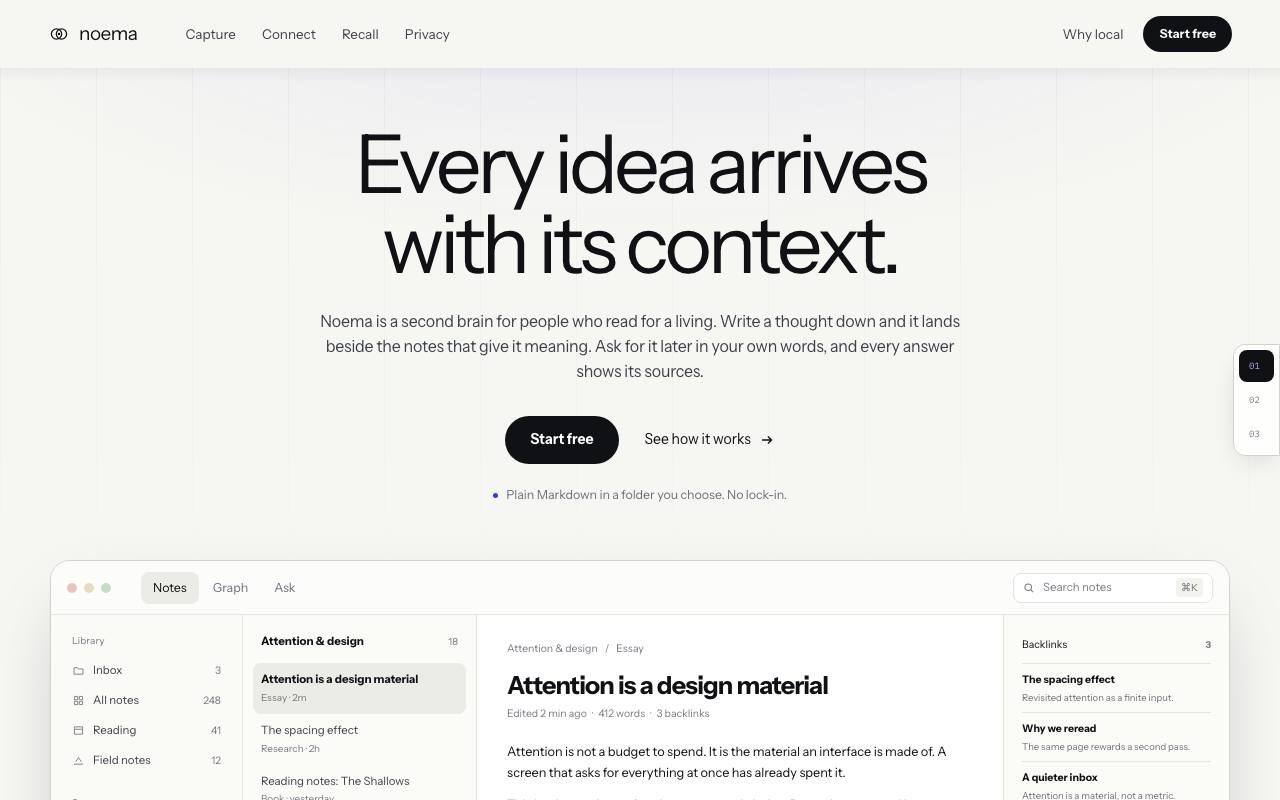 noema
Capture
Connect
Recall
Privacy
Why local
Start free
Every idea arrives
with its context.
Noema is a second brain for people who read for a living. Write a thought down and it lands
beside the notes that give it meaning. Ask for it later in your own words, and every answer
shows its sources.
Start free
See how it works →
Plain Markdown in a folder you choose. No lock-in.
01
02
03
Notes
Graph
Ask
Search notes
⌘K
Library
Inbox 3
All notes 248
Reading 41
Field notes 12
Attention & design 18
Attention is a design material
Essay · 2m
The spacing effect
Research · 2h
Reading notes: The Shallows
Book · yesterday
Attention & design / Essay
Attention is a design material
Edited 2 min ago · 412 words · 3 backlinks
Attention is not a budget to spend. It is the material an interface is made of. A
screen that asks for everything at once has already spent it.
Backlinks 3
The spacing effect
Revisited attention as a finite input.
Why we reread
The same page rewards a second pass.
A quieter inbox
Attention is a material, not a metric.